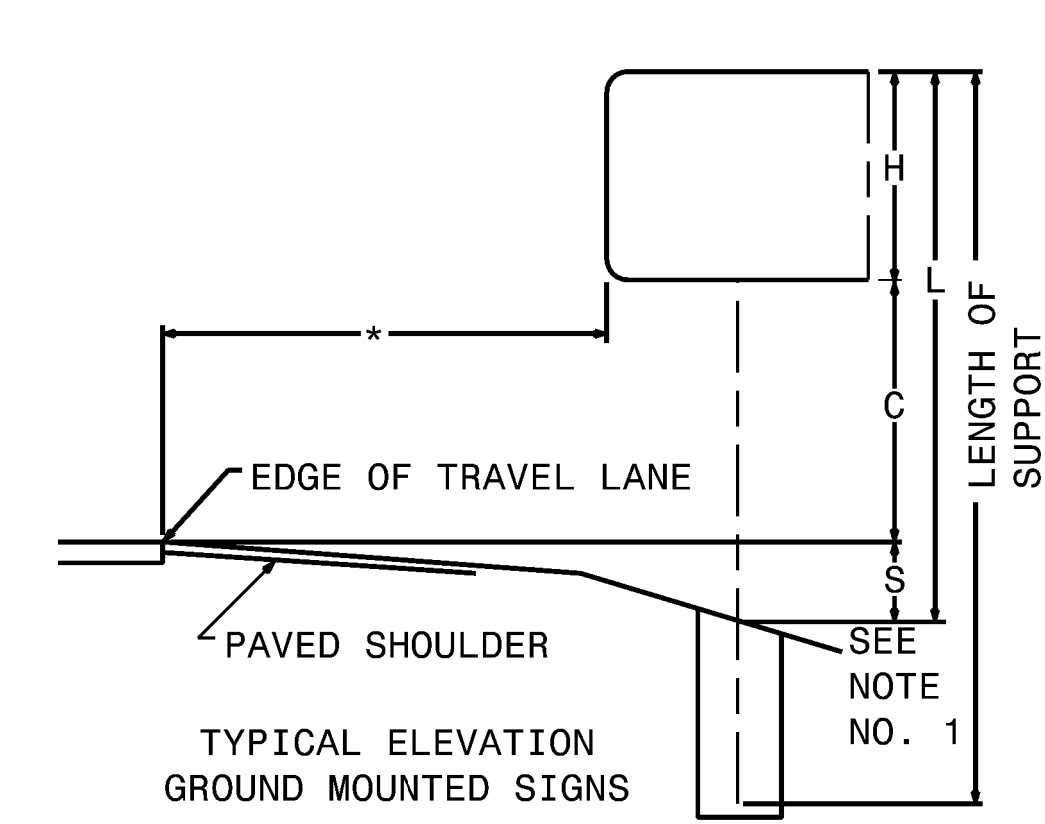 H
L
LENGTH OF
SUPPORT
*
C
EDGE OF TRAVEL LANE
S
PAVED SHOULDER
SEE
NOTE
NO. 1
TYPICAL ELEVATION
GROUND MOUNTED SIGNS